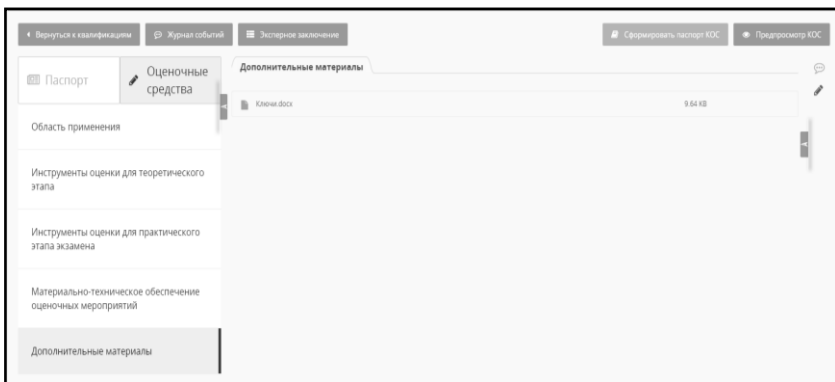 Вернуться к квалификациям
Журнал событий
Эксперное заключение
Сформировать паспорт КОС
Предпросмотр КОС
Паспорт
Оценочные
средства
Дополнительные материалы
Ключи.docx
9.64 KB
Область применения
Инструменты оценки для теоретического
этапа
Инструменты оценки для практического
этапа экзамена
Материально-техническое обеспечение
оценочных мероприятий
Дополнительные материалы